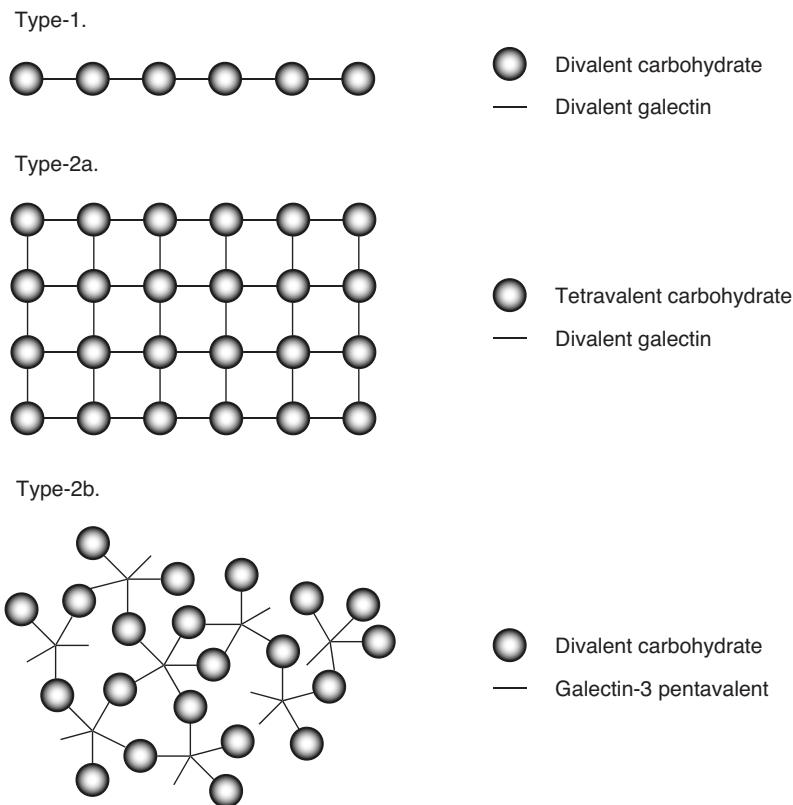 Type-1.
Divalent carbohydrate
Divalent galectin
Type-2a.
Tetravalent carbohydrate
Divalent galectin
Type-2b.
Divalent carbohydrate
Galectin-3 pentavalent